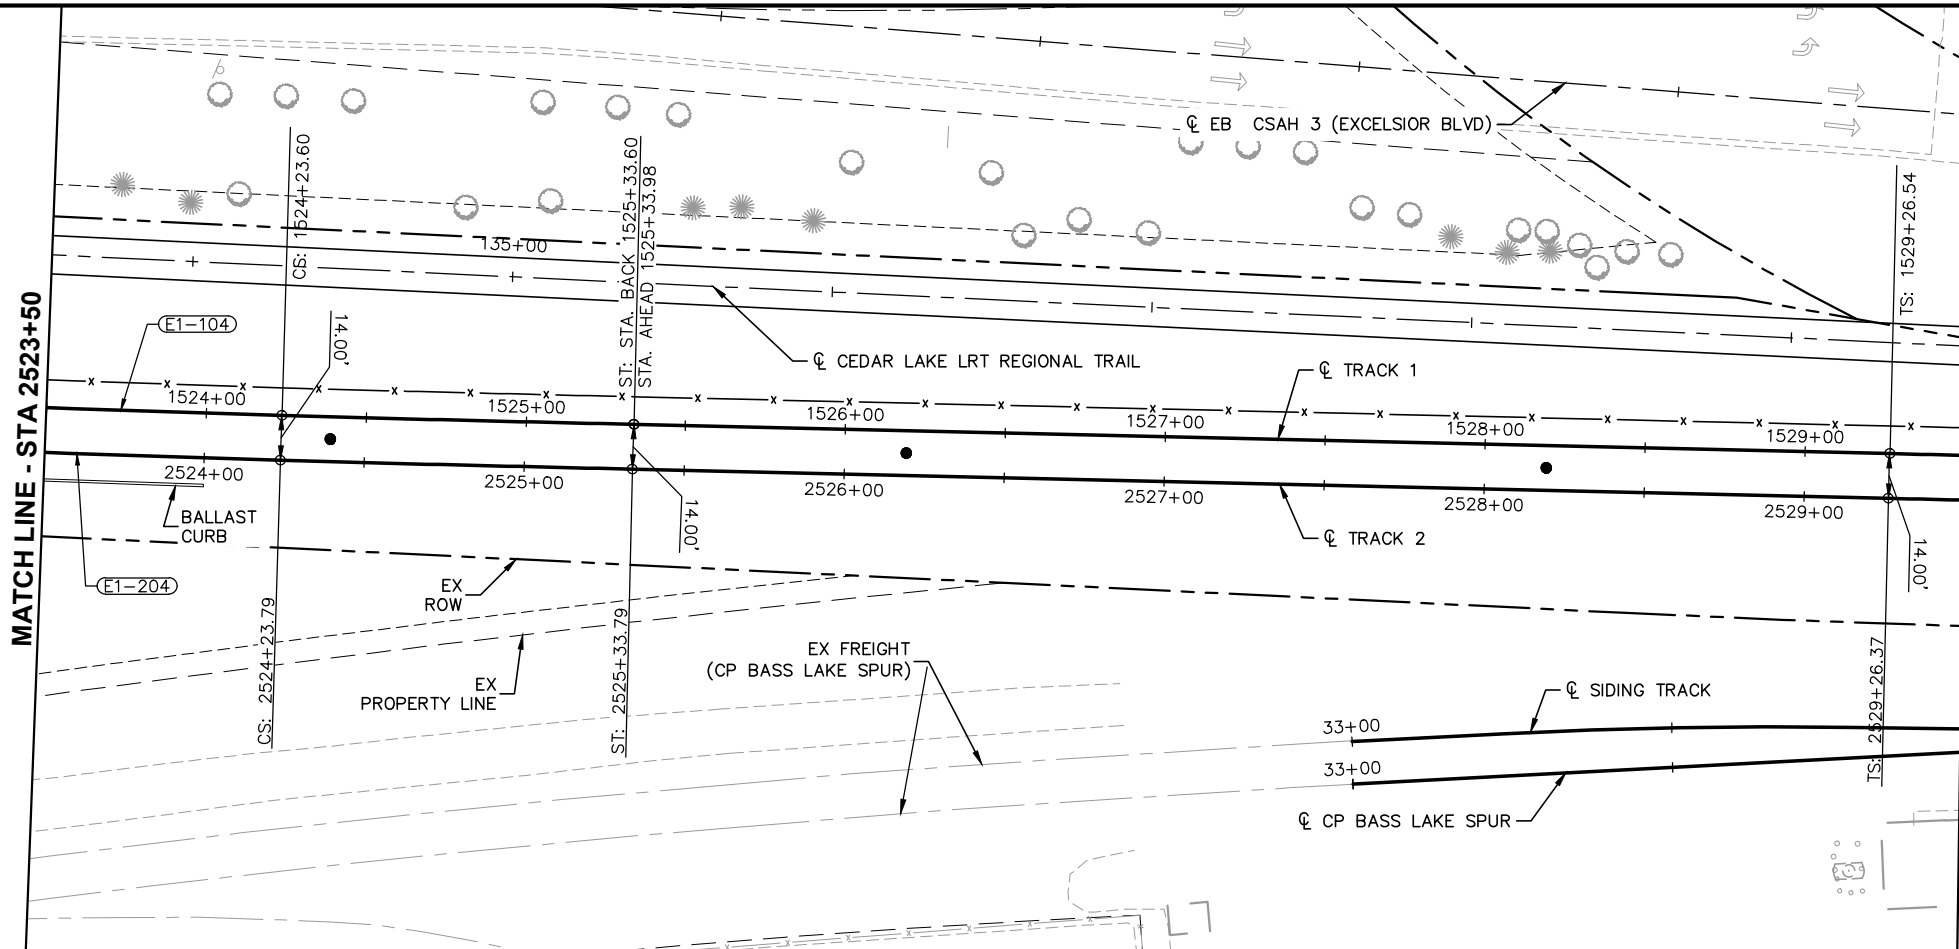 MATCH LINE - STA 2523+50
℄ EB CSAH 3 (EXCELSIOR BLVD)
CS: 1524+23.60
ST: STA. BACK 1525+33.60
STA. AHEAD 1525+33.98
TS: 1529+26.54
135+00
E1-104
14.00'
℄ CEDAR LAKE LRT REGIONAL TRAIL
℄ TRACK 1
1524+00
1525+00
1526+00
1527+00
1528+00
1529+00
2524+00
2525+00
2526+00
2527+00
2528+00
2529+00
BALLAST
CURB
14.00'
℄ TRACK 2
14.00'
E1-204
EX
ROW
CS: 2524+23.79
ST: 2525+33.79
TS: 2529+26.37
EX
PROPERTY LINE
EX FREIGHT
(CP BASS LAKE SPUR)
℄ SIDING TRACK
33+00
33+00
℄ CP BASS LAKE SPUR